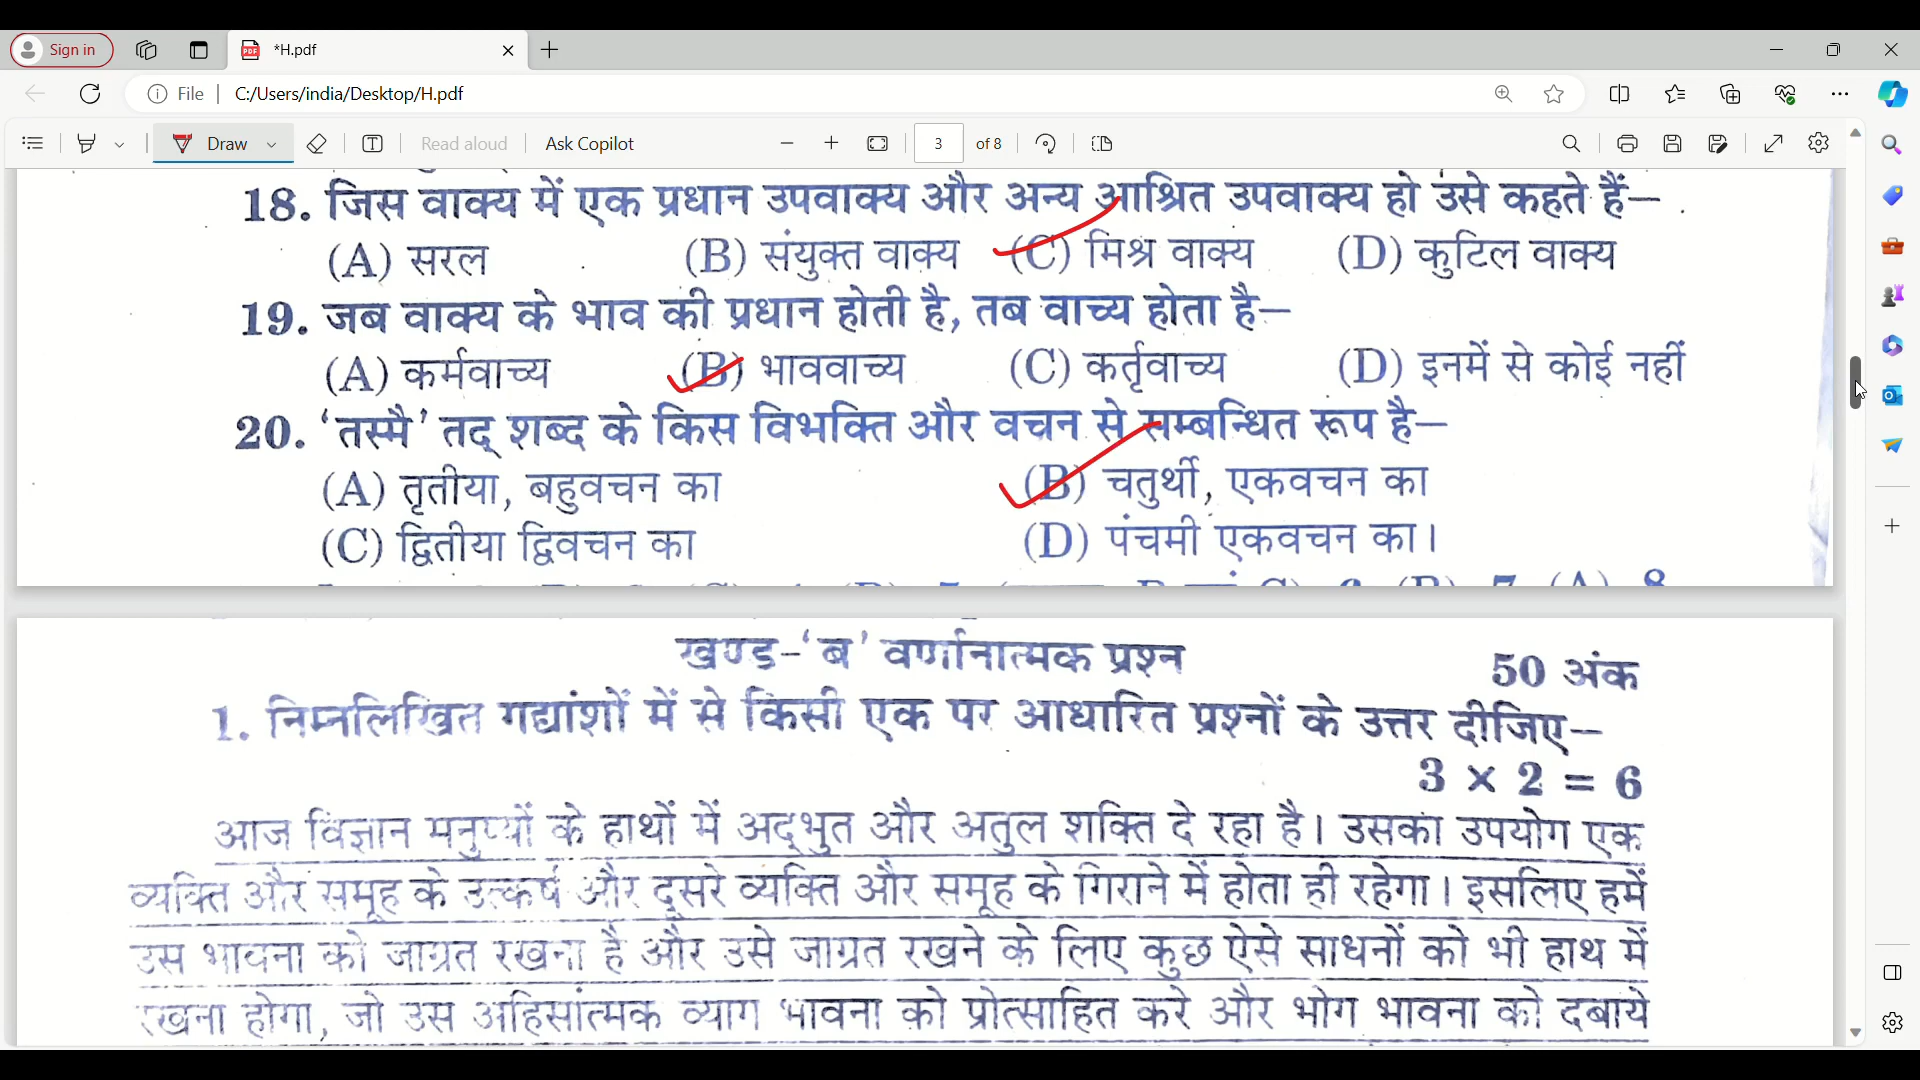 Sign in
*H.pdf
File
C:/Users/india/Desktop/H.pdf
Draw
Read aloud
Ask Copilot
3 of 8
18. जिस वाक्य में एक प्रधान उपवाक्य और अन्य आश्रित उपवाक्य हो उसे कहते हैं–
(A) सरल (B) संयुक्त वाक्य (C) मिश्र वाक्य (D) कुटिल वाक्य
19. जब वाक्य के भाव की प्रधान होती है, तब वाच्य होता है–
(A) कर्मवाच्य (B) भाववाच्य (C) कर्तृवाच्य (D) इनमें से कोई नहीं
20. 'तस्मै' तद् शब्द के किस विभक्ति और वचन से सम्बन्धित रूप है–
(A) तृतीया, बहुवचन का (B) चतुर्थी, एकवचन का
(C) द्वितीया द्विवचन का (D) पंचमी एकवचन का।
खण्ड-'ब' वर्णानात्मक प्रश्न
50 अंक
1. निम्नलिखित गद्यांशों में से किसी एक पर आधारित प्रश्नों के उत्तर दीजिए–
3 × 2 = 6
आज विज्ञान मनुष्यों के हाथों में अद्भुत और अतुल शक्ति दे रहा है। उसका उपयोग एक
व्यक्ति और समूह के उत्कर्ष और दुसरे व्यक्ति और समूह के गिराने में होता ही रहेगा। इसलिए हमें
उस भावना को जाग्रत रखना है और उसे जाग्रत रखने के लिए कुछ ऐसे साधनों को भी हाथ में
रखना होगा, जो उस अहिसांत्मक व्याग भावना को प्रोत्साहित करे और भोग भावना को दबाये